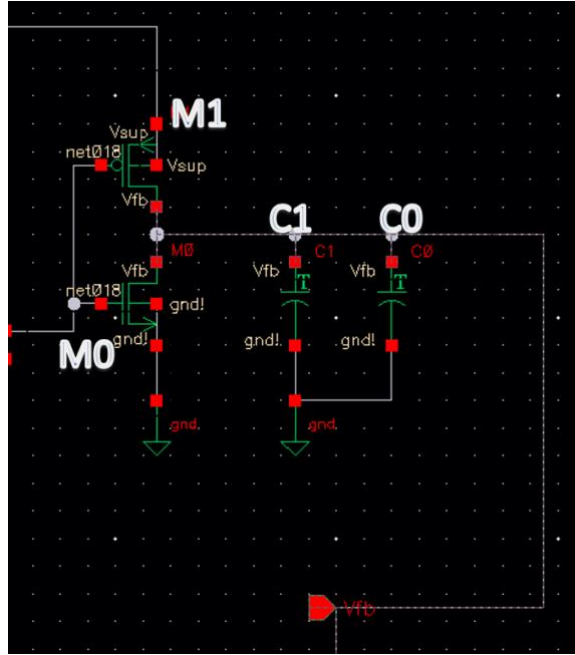 M1
Vsup
net018
Vsup
Vfb
C1
C0
M0
C1
C0
Vfb
Vfb
Vfb
T
T
net018
gnd!
M0
gnd!
gnd!
gnd!
gnd
gnd
Vfb